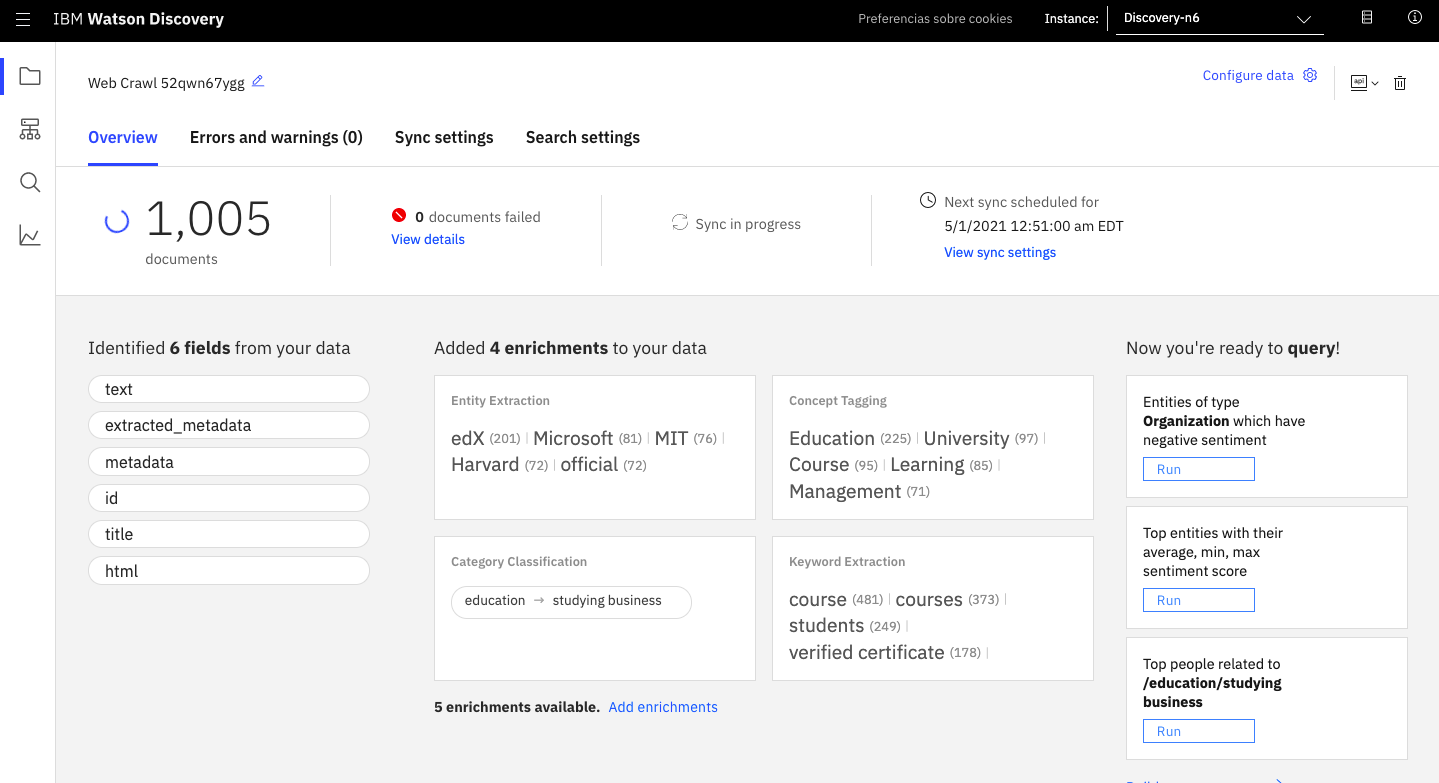 IBM Watson Discovery
Preferencias sobre cookies
Instance:
Discovery-n6
Web Crawl 52qwn67ygg
Configure data
api
Overview
Errors and warnings (0)
Sync settings
Search settings
1,005
documents
0 documents failed
View details
Sync in progress
Next sync scheduled for
5/1/2021 12:51:00 am EDT
View sync settings
Identified 6 fields from your data
text
extracted_metadata
metadata
id
title
html
Added 4 enrichments to your data
Entity Extraction
edX (201) | Microsoft (81) | MIT (76) |
Harvard (72) | official (72)
Concept Tagging
Education (225) | University (97) |
Course (95) | Learning (85) |
Management (71)
Category Classification
education → studying business
Keyword Extraction
course (481) | courses (373) |
students (249) |
verified certificate (178) |
5 enrichments available. Add enrichments
Now you're ready to query!
Entities of type
Organization which have
negative sentiment
Run
Top entities with their
average, min, max
sentiment score
Run
Top people related to
/education/studying
business
Run